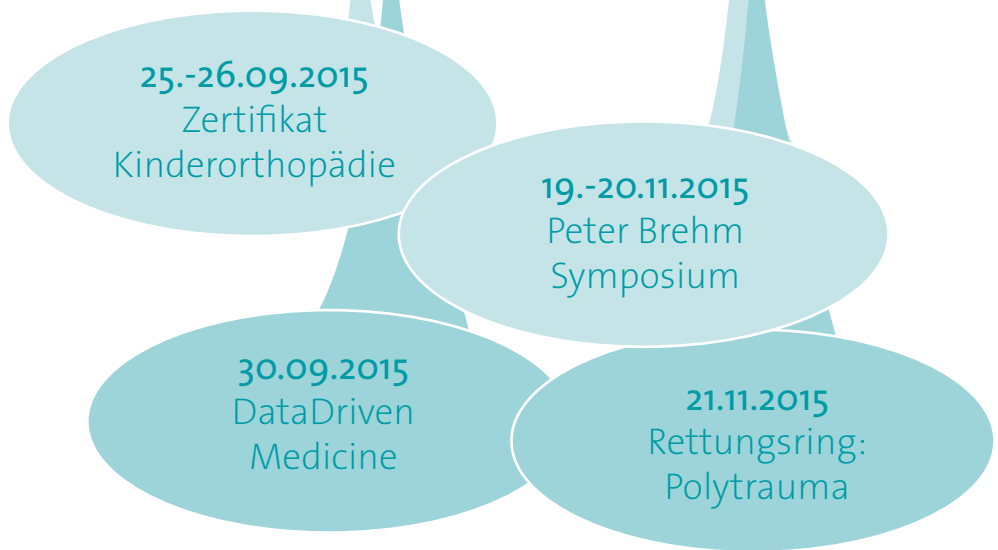 25.-26.09.2015
Zertifikat
Kinderorthopädie
19.-20.11.2015
Peter Brehm
Symposium
30.09.2015
DataDriven
Medicine
21.11.2015
Rettungsring:
Polytrauma